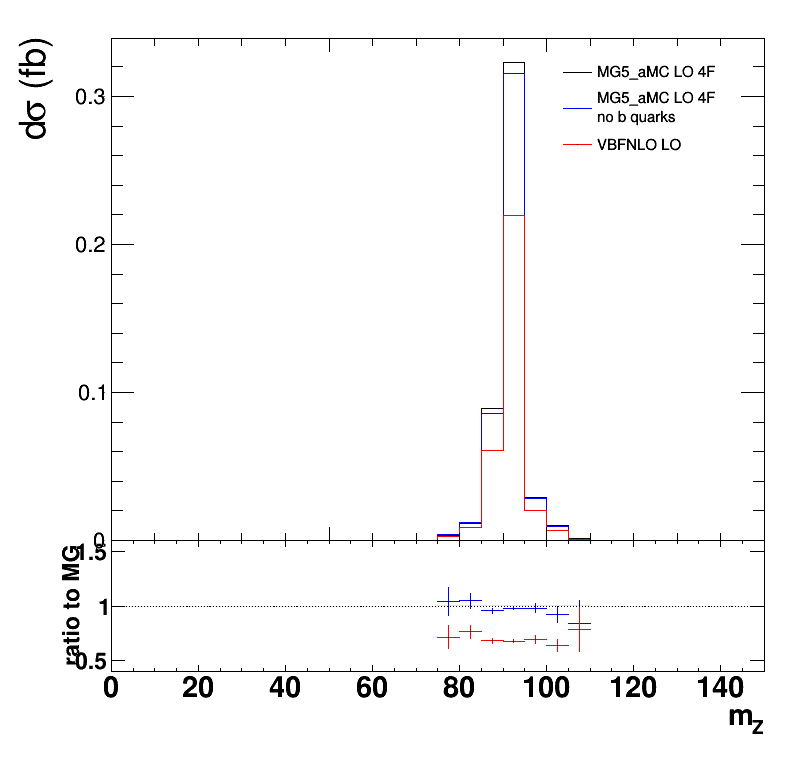 dσ (fb)
MG5_aMC LO 4F
MG5_aMC LO 4F
no b quarks
VBFNLO LO
0.3
0.2
0.1
0
ratio to MG
1.5
1
0.5
0 20 40 60 80 100 120 140
mZ